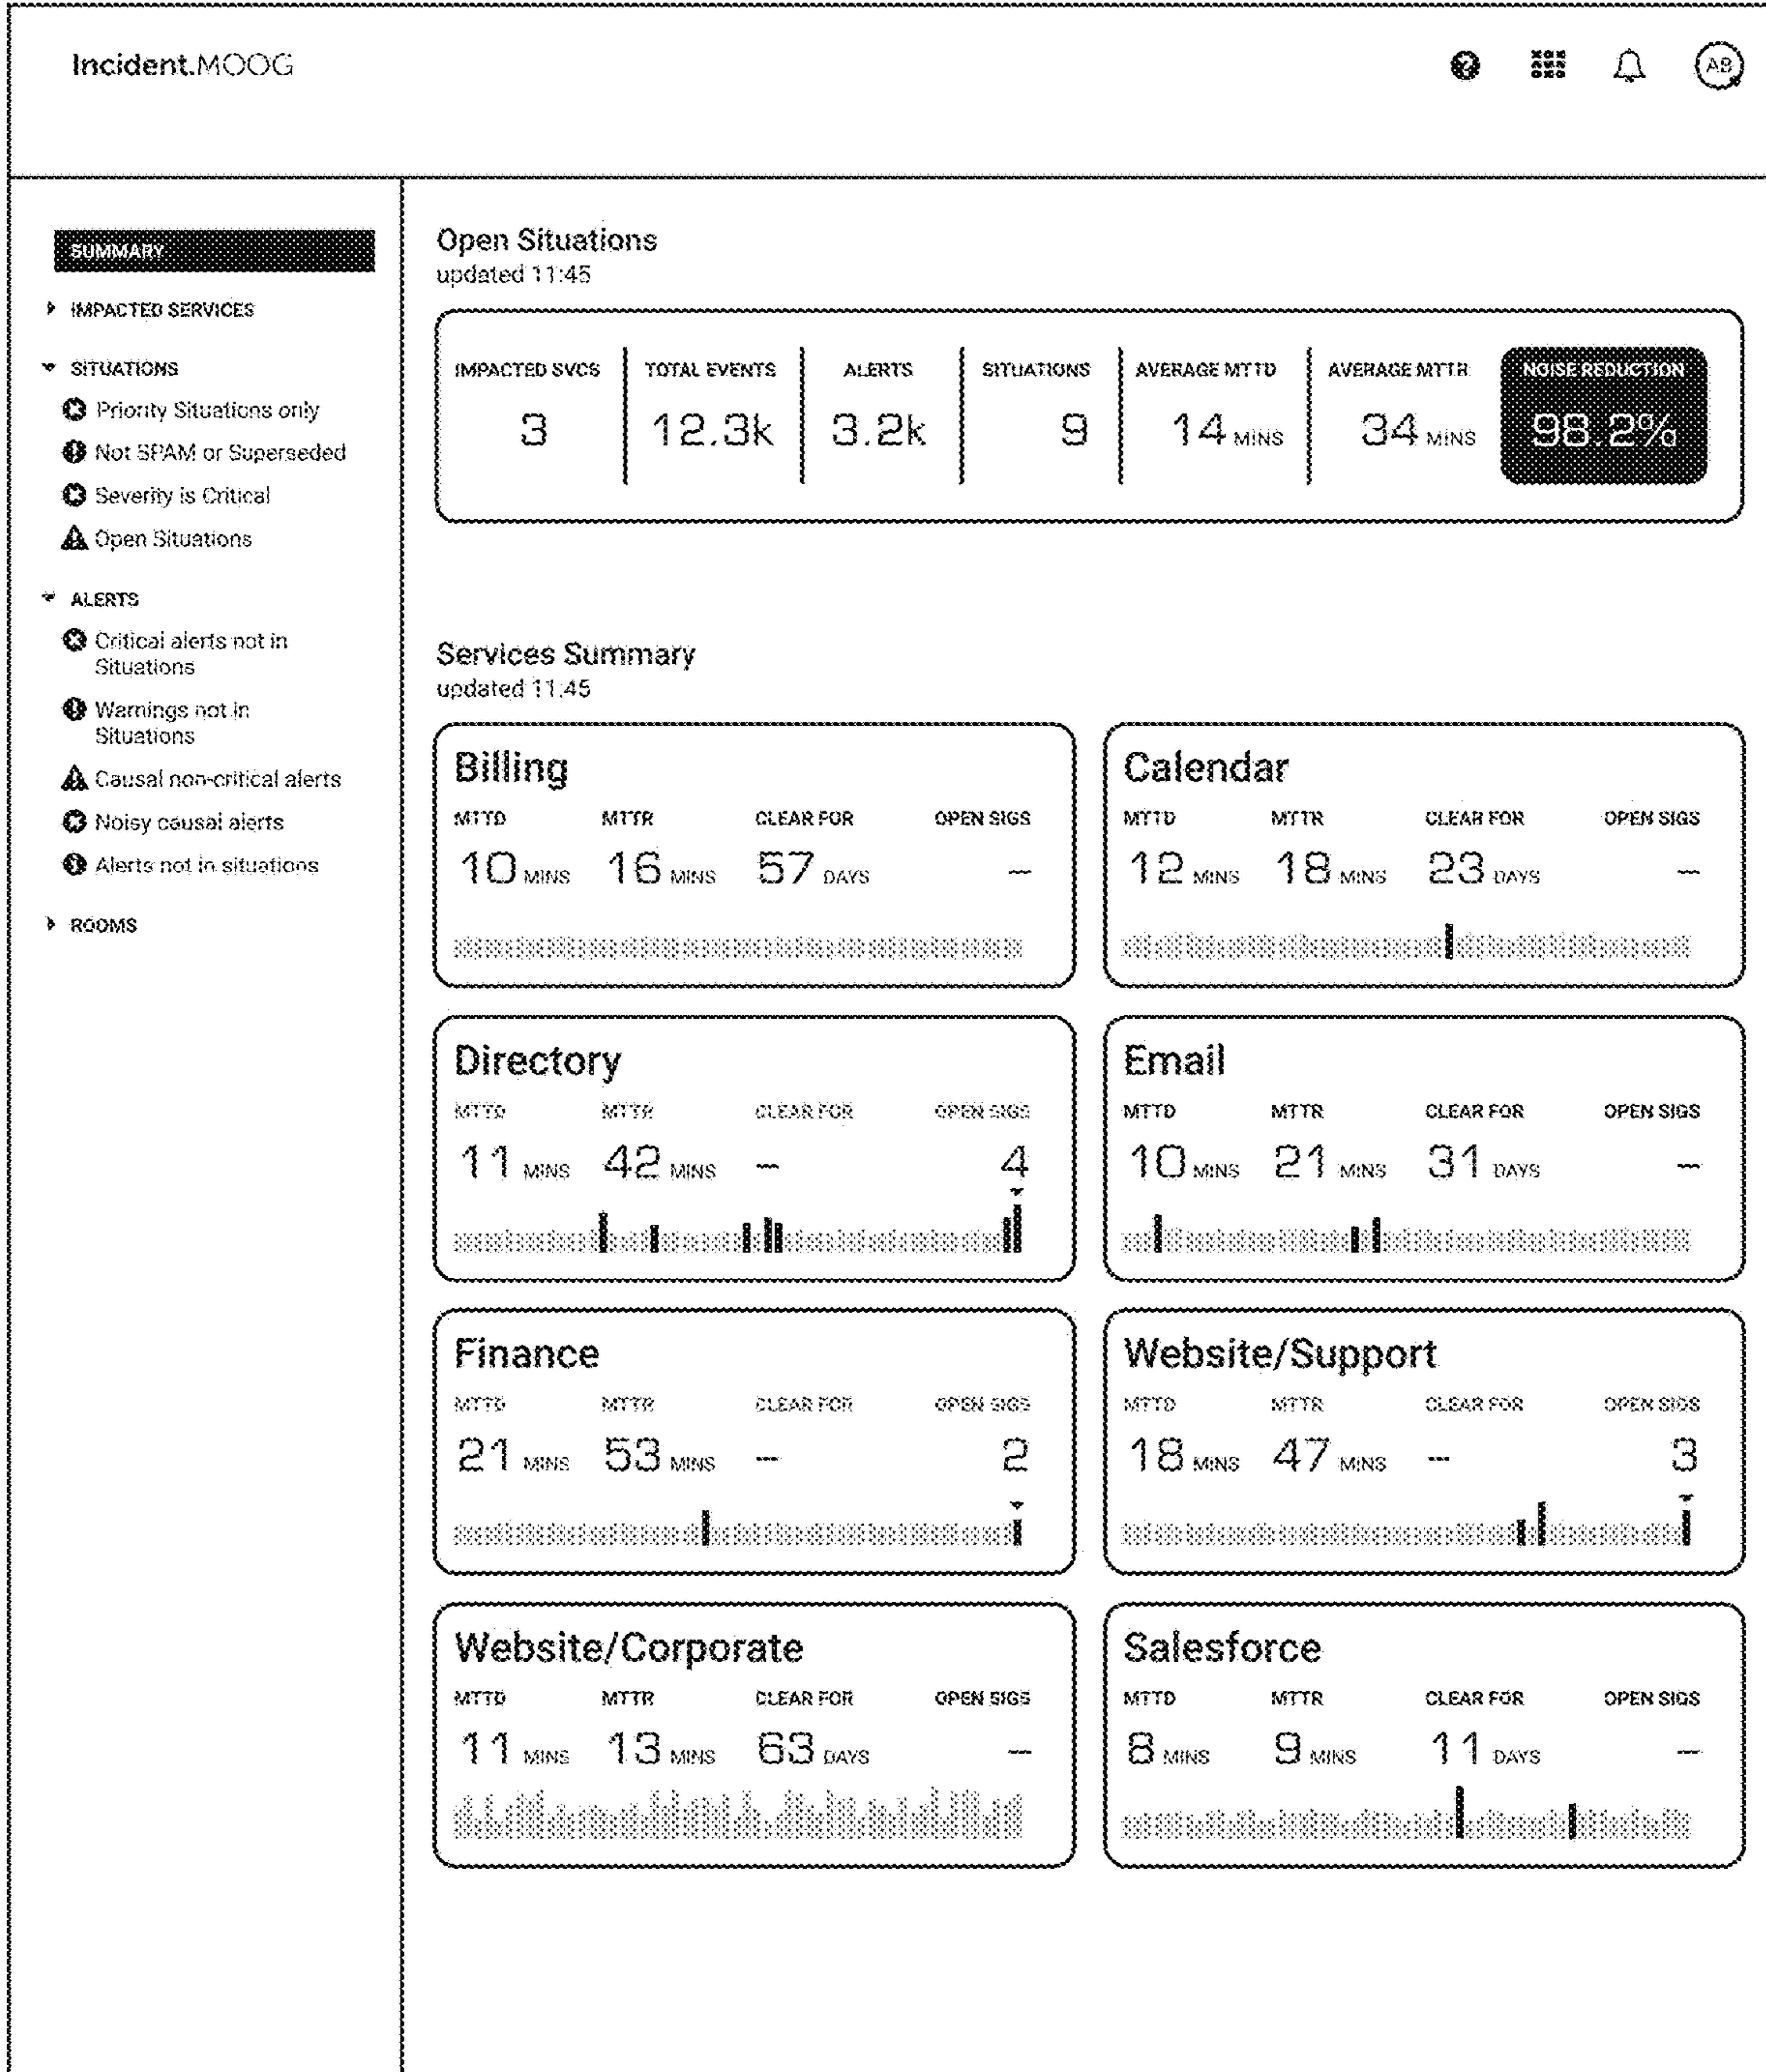 Incident.MOOG
AB
SUMMARY
IMPACTED SERVICES
SITUATIONS
Priority Situations only
Not SPAM or Superseded
Severity is Critical
Open Situations
ALERTS
Critical alerts not in
Situations
Warnings not in
Situations
Causal non-critical alerts
Noisy causal alerts
Alerts not in situations
ROOMS
Open Situations
updated 11:45
IMPACTED SVCS TOTAL EVENTS ALERTS SITUATIONS AVERAGE MTTD AVERAGE MTTR NOISE REDUCTION
3 12.3k 3.2k 9 14 MINS 34 MINS 98.2%
Services Summary
updated 11:45
Billing
MTTD MTTR CLEAR FOR OPEN SIGS
10 MINS 16 MINS 57 DAYS –
Calendar
MTTD MTTR CLEAR FOR OPEN SIGS
12 MINS 18 MINS 23 DAYS –
Directory
MTTD MTTR CLEAR FOR OPEN SIGS
11 MINS 42 MINS – 4
Email
MTTD MTTR CLEAR FOR OPEN SIGS
10 MINS 21 MINS 31 DAYS –
Finance
MTTD MTTR CLEAR FOR OPEN SIGS
21 MINS 53 MINS – 2
Website/Support
MTTD MTTR CLEAR FOR OPEN SIGS
18 MINS 47 MINS – 3
Website/Corporate
MTTD MTTR CLEAR FOR OPEN SIGS
11 MINS 13 MINS 63 DAYS –
Salesforce
MTTD MTTR CLEAR FOR OPEN SIGS
8 MINS 9 MINS 11 DAYS –